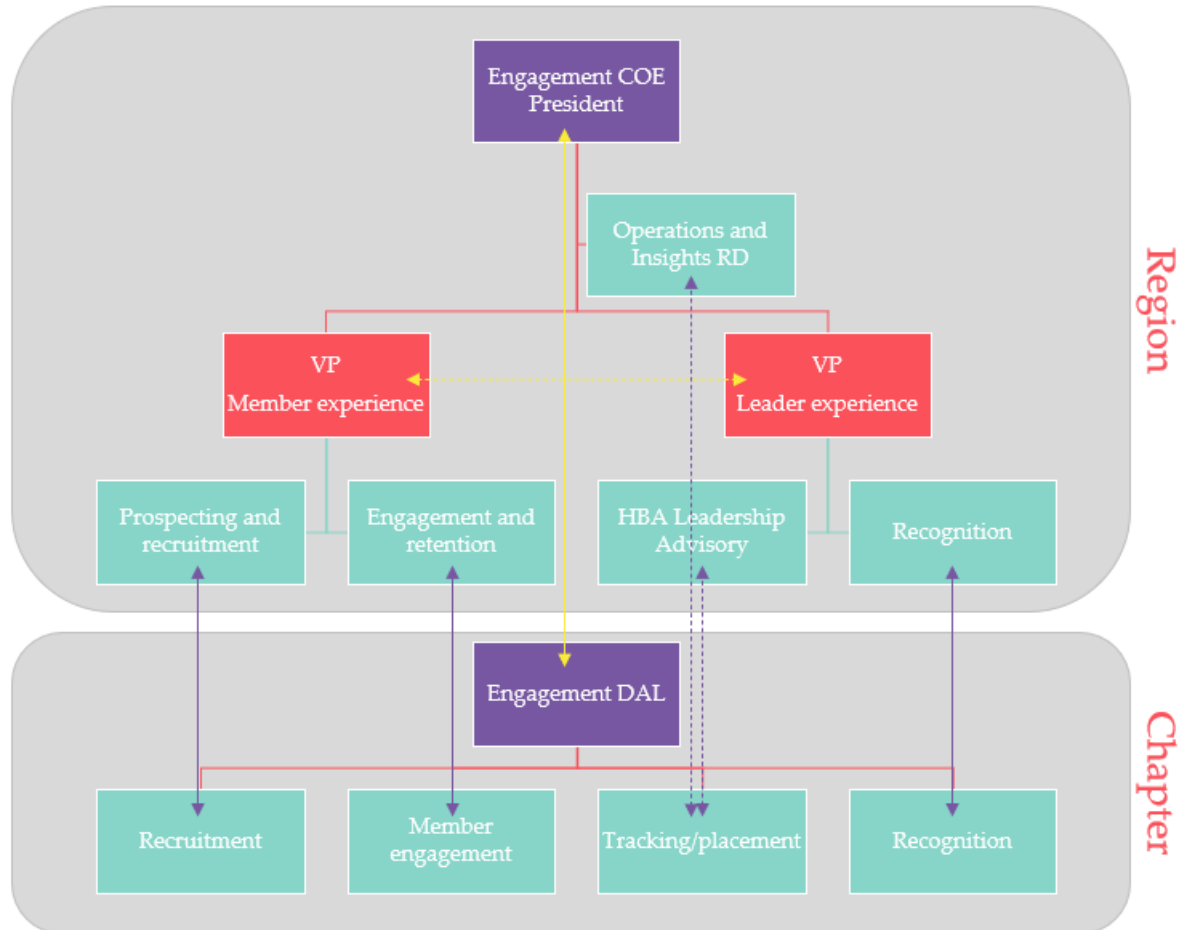 Engagement COE
President
Operations and
Insights RD
Region
VP
Member experience
VP
Leader experience
Prospecting and
recruitment
Engagement and
retention
HBA Leadership
Advisory
Recognition
Engagement DAL
Chapter
Recruitment
Member
engagement
Tracking/placement
Recognition